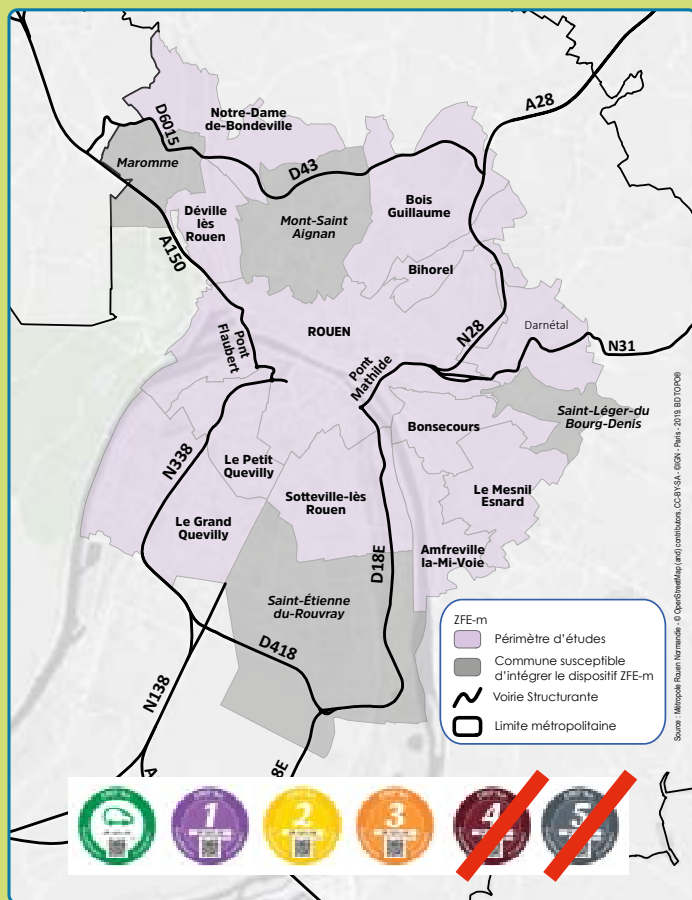 A28
Notre-Dame
de-Bondeville
D6015
Maromme
D43
Bois
Guillaume
Déville
lès
Rouen
Mont-Saint
Aignan
A150
Bihorel
ROUEN
Pont
Flaubert
Pont
Mathilde
N28
Darnétal
N31
Saint-Léger-du
Bourg-Denis
Bonsecours
N338
Le Petit
Quevilly
Sotteville-lès
Rouen
Le Mesnil
Esnard
Le Grand
Quevilly
Amfreville
la-Mi-Voie
D18E
Saint-Étienne
du-Rouvray
D418
N138
A
8E
ZFE-m
Périmètre d'études
Commune susceptible
d'intégrer le dispositif ZFE-m
Voirie Structurante
Limite métropolitaine
Source : Métropole Rouen Normandie - © OpenStreetMap (and) contributors, CC-BY-SA - ©IGN - Paris - 2019. BDTOPO®
1
2
3
4
5